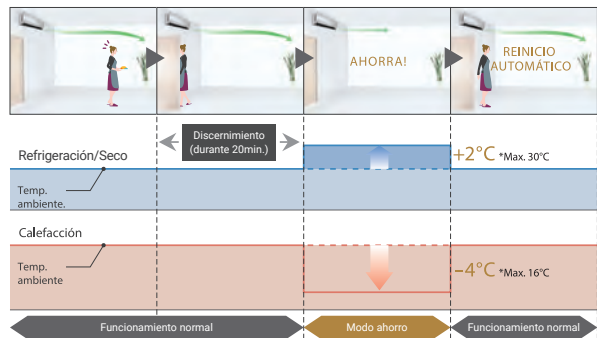 AHORRA!
REINICIO
AUTOMÁTICO
Discernimiento
(durante 20min.)
Refrigeración/Seco
+2°C *Max. 30°C
Temp.
ambiente.
Calefacción
Temp.
ambiente
–4°C *Max. 16°C
Funcionamiento normal
Modo ahorro
Funcionamiento normal